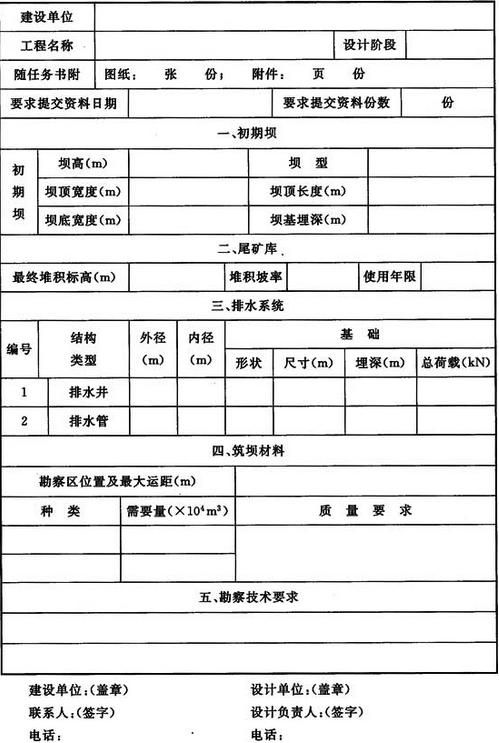 建设单位
工程名称 设计阶段
随任务书附 图纸： 张 份； 附件： 页 份
要求提交资料日期 要求提交资料份数 份
一、初期坝
初期坝 坝高(m) 坝 型
坝顶宽度(m) 坝顶长度(m)
坝底宽度(m) 坝基埋深(m)
二、尾矿库
最终堆积标高(m) 堆积坡率 使用年限
三、排水系统
编号 结构类型 外径(m) 内径(m) 基 础
形状 尺寸(m) 埋深(m) 总荷载(kN)
1 排水井
2 排水管
四、筑坝材料
勘察区位置及最大运距(m)
种 类 需要量(×10⁴m³) 质 量 要 求
五、勘察技术要求
建设单位：(盖章) 设计单位：(盖章)
联系人：(签字) 设计负责人：(签字)
电话： 电话：